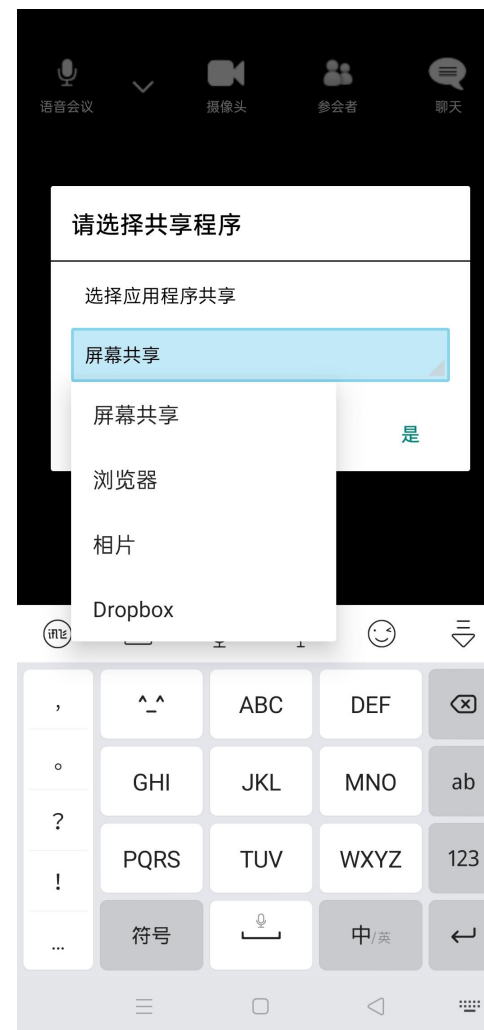 语音会议
摄像头
参会者
聊天
请选择共享程序
选择应用程序共享
屏幕共享
屏幕共享
是
浏览器
相片
Dropbox
讯飞
， ^_^ ABC DEF
。 GHI JKL MNO ab
？
PQRS TUV WXYZ 123
！
... 符号 中/英